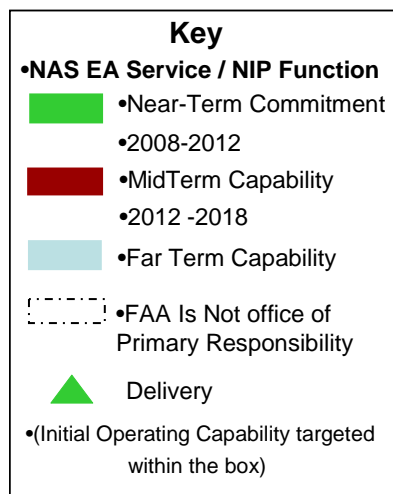 Key
•NAS EA Service / NIP Function
•Near-Term Commitment
•2008-2012
•MidTerm Capability
•2012 -2018
•Far Term Capability
•FAA Is Not office of
Primary Responsibility
Delivery
•(Initial Operating Capability targeted
within the box)